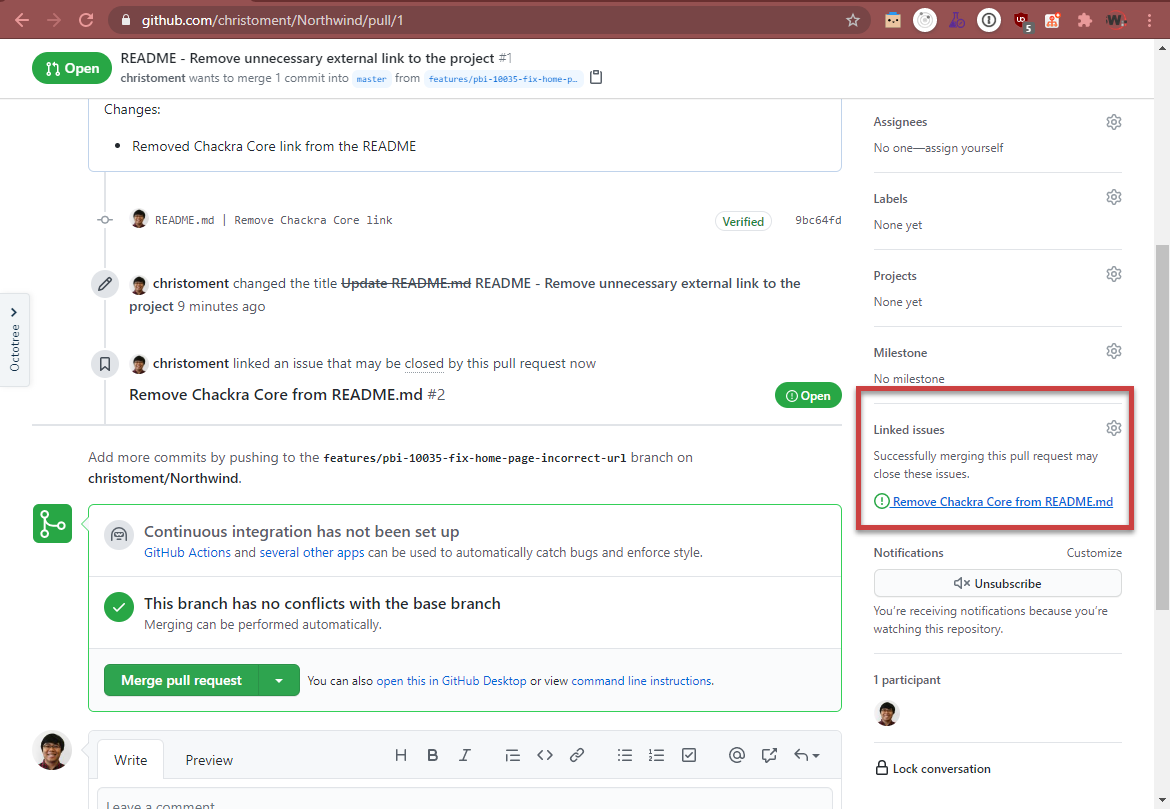 github.com/christoment/Northwind/pull/1
UD
5
W
Open
README - Remove unnecessary external link to the project #1
christoment wants to merge 1 commit into master from features/pbi-10035-fix-home-p…
Changes:
Removed Chackra Core link from the README
README.md | Remove Chackra Core link
Verified
9bc64fd
christoment changed the title Update README.md README - Remove unnecessary external link to the
project 9 minutes ago
christoment linked an issue that may be closed by this pull request now
Remove Chackra Core from README.md #2
Open
Octotree
Add more commits by pushing to the features/pbi-10035-fix-home-page-incorrect-url branch on
christoment/Northwind.
Continuous integration has not been set up
GitHub Actions and several other apps can be used to automatically catch bugs and enforce style.
This branch has no conflicts with the base branch
Merging can be performed automatically.
Merge pull request
You can also open this in GitHub Desktop or view command line instructions.
Write
Preview
H B I
Leave a comment
Assignees
No one—assign yourself
Labels
None yet
Projects
None yet
Milestone
No milestone
Linked issues
Successfully merging this pull request may
close these issues.
Remove Chackra Core from README.md
Notifications
Customize
Unsubscribe
You're receiving notifications because you're
watching this repository.
1 participant
Lock conversation